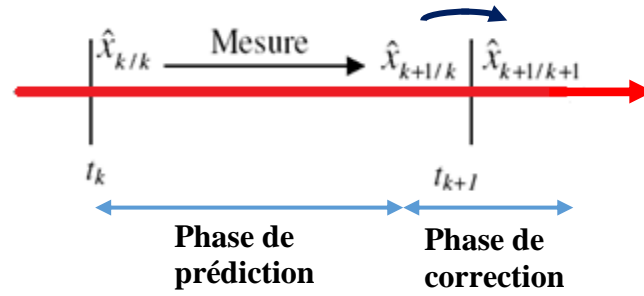 x̂k/k Mesure x̂k+1/k x̂k+1/k+1
tk tk+1
Phase de prédiction
Phase de correction